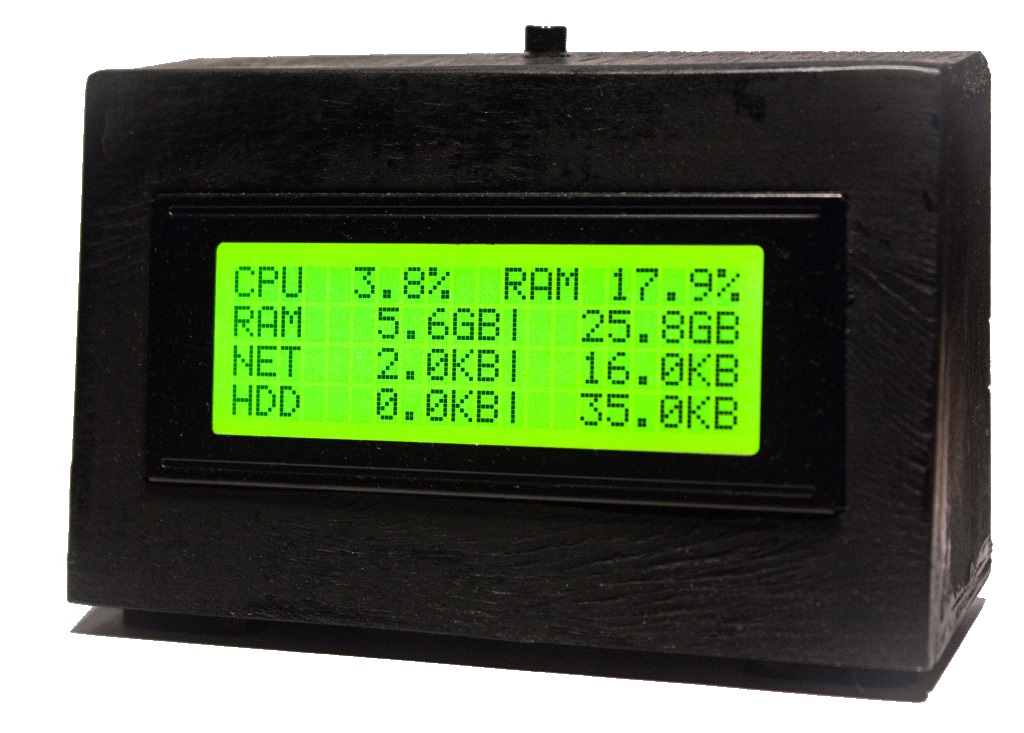 CPU 3.8% RAM 17.9%
RAM 5.6GB| 25.8GB
NET 2.0KB| 16.0KB
HDD 0.0KB| 35.0KB